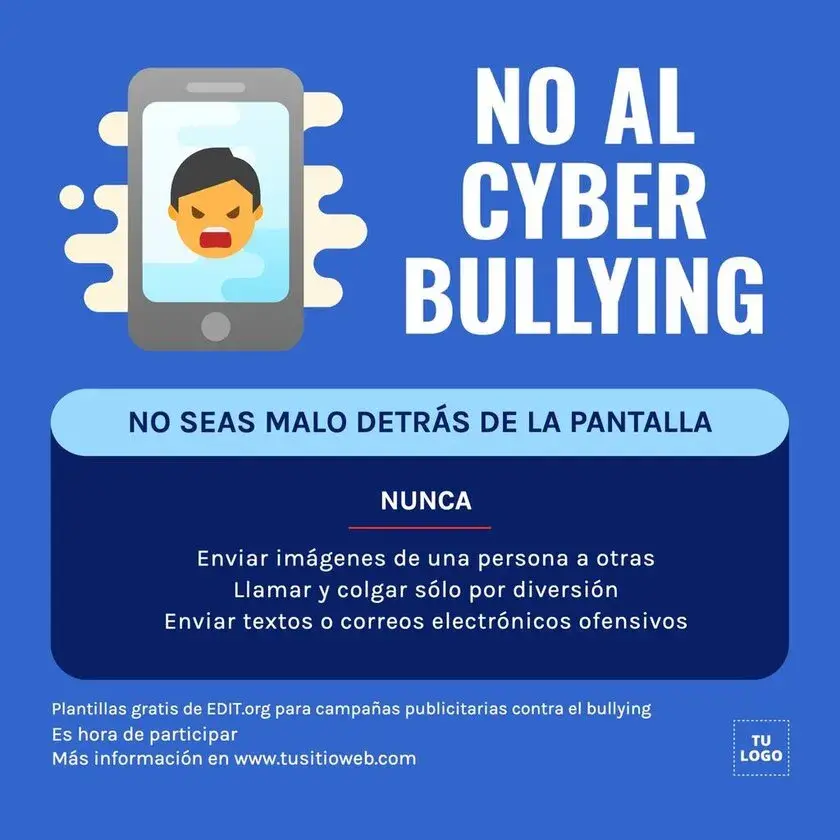 NO AL
CYBER
BULLYING
NO SEAS MALO DETRÁS DE LA PANTALLA
NUNCA
Enviar imágenes de una persona a otras
Llamar y colgar sólo por diversión
Enviar textos o correos electrónicos ofensivos
Plantillas gratis de EDIT.org para campañas publicitarias contra el bullying
Es hora de participar
Más información en www.tusitioweb.com
TU
LOGO